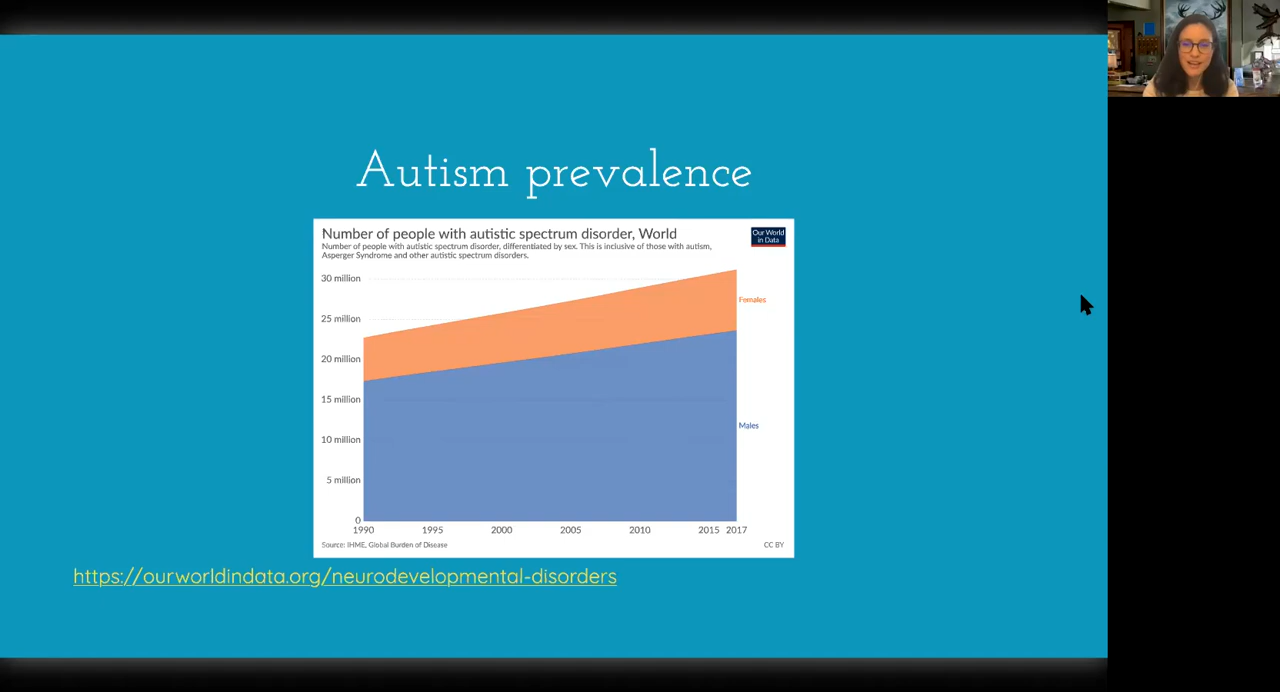 Autism prevalence
Number of people with autistic spectrum disorder, World
Our World
in Data
Number of people with autistic spectrum disorder, differentiated by sex. This is inclusive of those with autism,
Asperger Syndrome and other autistic spectrum disorders.
30 million
25 million
20 million
15 million
10 million
5 million
0
Females
Males
1990 1995 2000 2005 2010 2015 2017
Source: IHME, Global Burden of Disease
CC BY
https://ourworldindata.org/neurodevelopmental-disorders